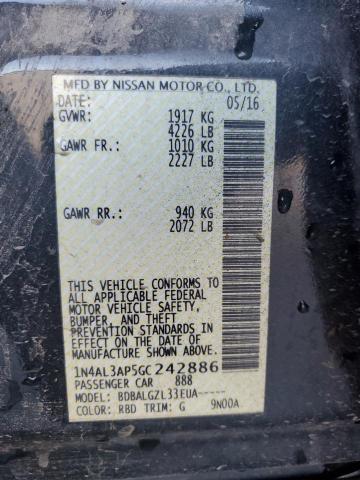 MFD BY NISSAN MOTOR CO., LTD.
DATE: 05/16
GVWR: 1917 KG
4226 LB
GAWR FR.: 1010 KG
2227 LB
GAWR RR.: 940 KG
2072 LB
THIS VEHICLE CONFORMS TO
ALL APPLICABLE FEDERAL
MOTOR VEHICLE SAFETY,
BUMPER, AND THEFT
PREVENTION STANDARDS IN
EFFECT ON THE DATE OF
MANUFACTURE SHOWN ABOVE.
1N4AL3AP5GC242886
PASSENGER CAR 888
MODEL: BDBALGZL33EUA-----
COLOR: RBD TRIM: G 9N00A